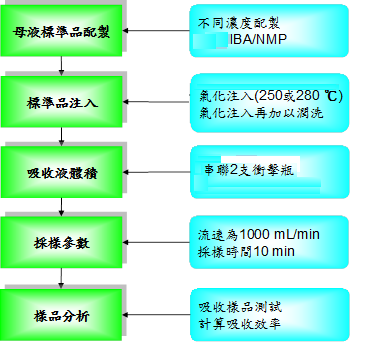 母液標準品配製
不同濃度配製
IBA/NMP
標準品注入
氣化注入(250或280 ℃)
氣化注入再加以潤洗
吸收液體積
串聯2支衝擊瓶
採樣參數
流速為1000 mL/min
採樣時間10 min
樣品分析
吸收樣品測試
計算吸收效率